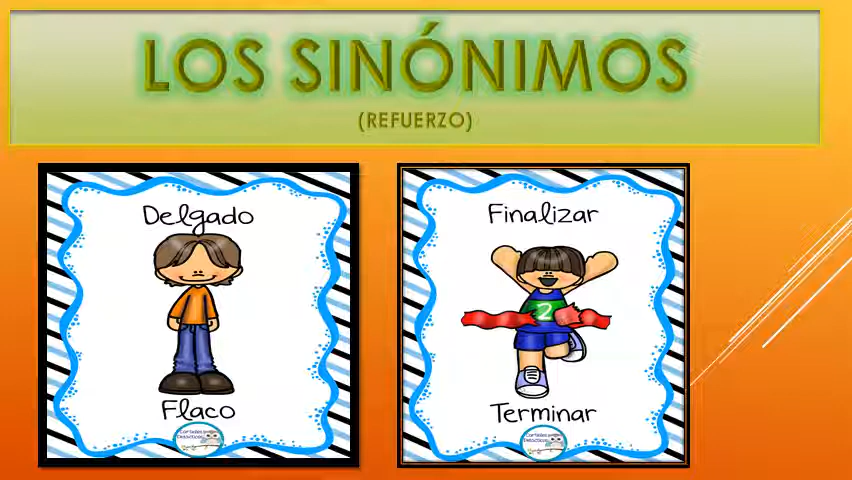 LOS SINÓNIMOS
(REFUERZO)
Delgado
Flaco
Finalizar
2
Terminar